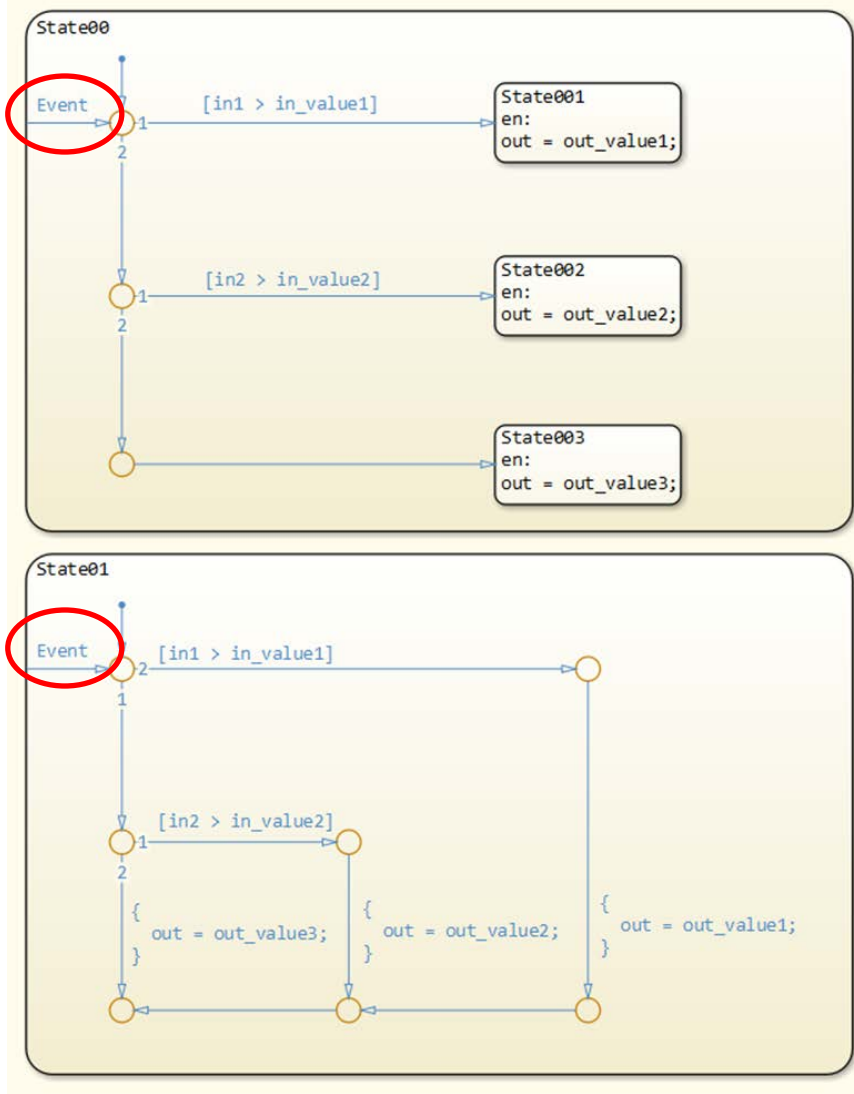 State00
Event
1
[in1 > in_value1]
State001
en:
out = out_value1;
2
1
[in2 > in_value2]
State002
en:
out = out_value2;
2
State003
en:
out = out_value3;
State01
Event
2
[in1 > in_value1]
1
1
[in2 > in_value2]
2
{
out = out_value3;
}
{
out = out_value2;
}
{
out = out_value1;
}